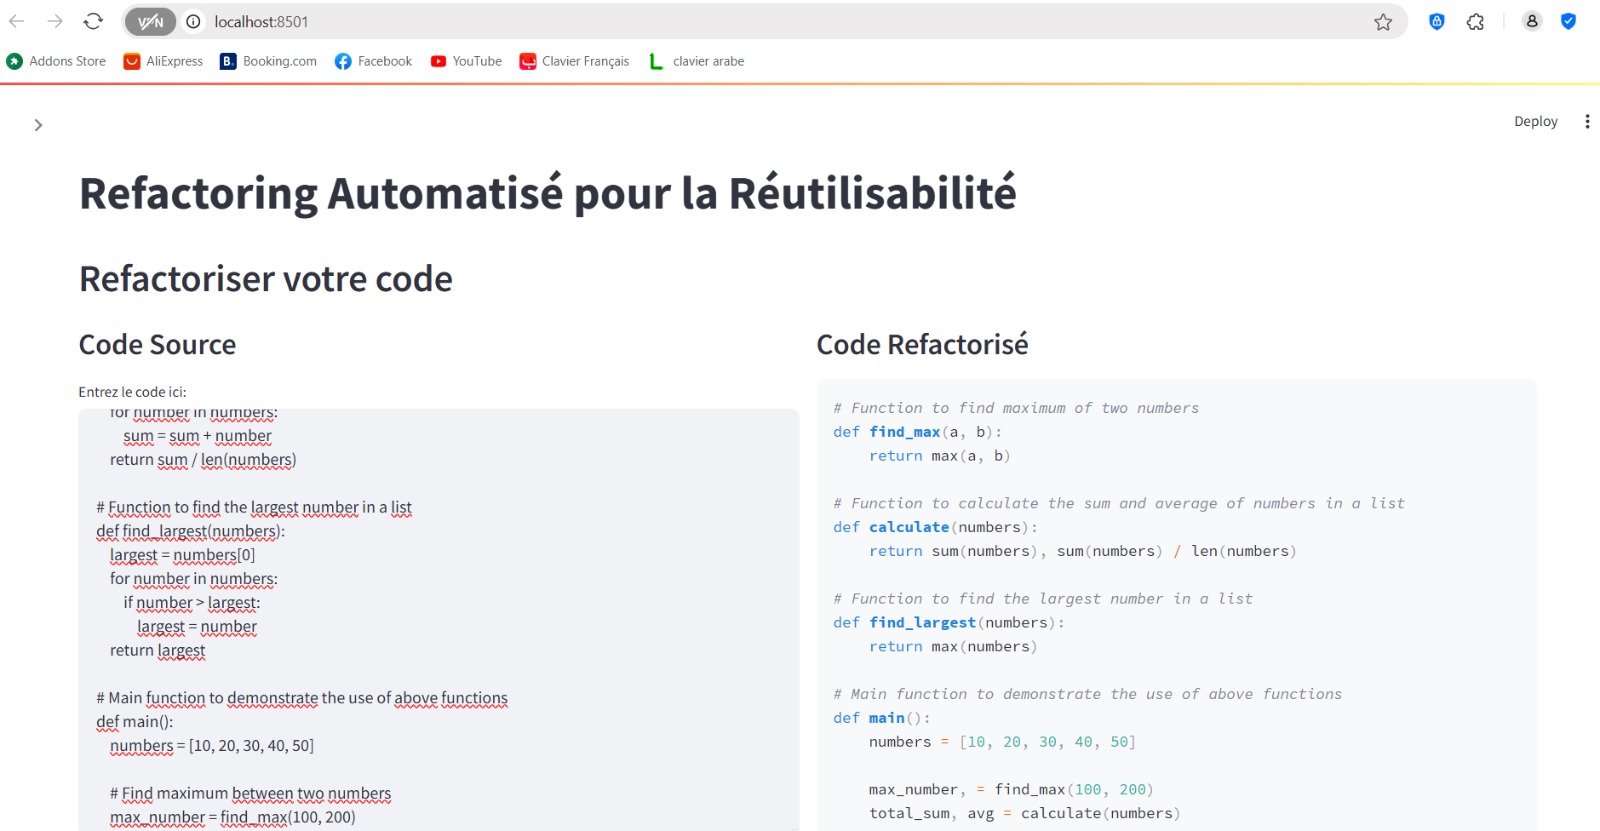 VPN localhost:8501
Addons Store AliExpress B. Booking.com Facebook YouTube Clavier Français clavier arabe
Deploy
Refactoring Automatisé pour la Réutilisabilité
Refactoriser votre code
Code Source
Entrez le code ici:
for number in numbers:
sum = sum + number
return sum / len(numbers)
# Function to find the largest number in a list
def find_largest(numbers):
largest = numbers[0]
for number in numbers:
if number > largest:
largest = number
return largest
# Main function to demonstrate the use of above functions
def main():
numbers = [10, 20, 30, 40, 50]
# Find maximum between two numbers
max_number = find_max(100, 200)
Code Refactorisé
# Function to find maximum of two numbers
def find_max(a, b):
return max(a, b)
# Function to calculate the sum and average of numbers in a list
def calculate(numbers):
return sum(numbers), sum(numbers) / len(numbers)
# Function to find the largest number in a list
def find_largest(numbers):
return max(numbers)
# Main function to demonstrate the use of above functions
def main():
numbers = [10, 20, 30, 40, 50]
max_number, = find_max(100, 200)
total_sum, avg = calculate(numbers)